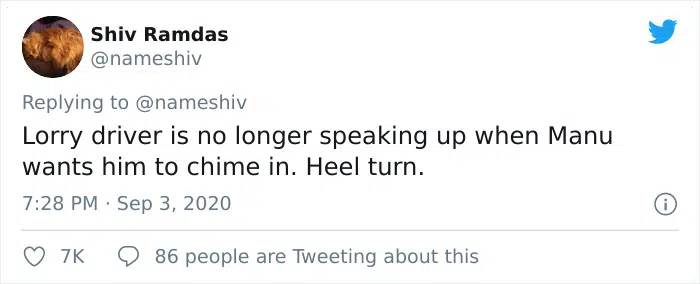 Shiv Ramdas
@nameshiv
Replying to @nameshiv
Lorry driver is no longer speaking up when Manu
wants him to chime in. Heel turn.
7:28 PM · Sep 3, 2020
7K 86 people are Tweeting about this